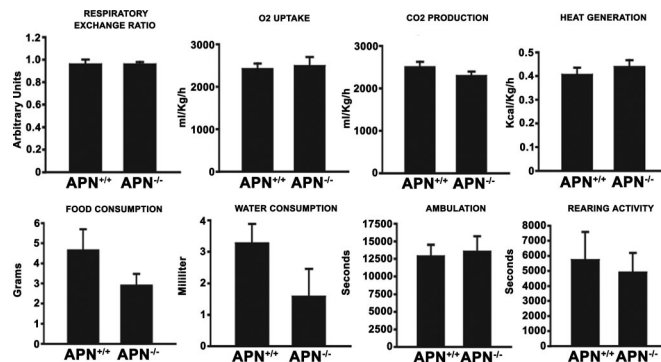 RESPIRATORY
EXCHANGE RATIO
Arbitrary Units
1.2
1.0
0.8
0.6
0.4
0.2
0
APN+/+ APN-/-
O2 UPTAKE
ml/Kg/h
3000
2000
1000
0
APN+/+ APN-/-
CO2 PRODUCTION
ml/Kg/h
3000
2000
1000
0
APN+/+ APN-/-
HEAT GENERATION
Kcal/Kg/h
0.5
0.4
0.3
0.2
0.1
0
APN+/+ APN-/-
FOOD CONSUMPTION
Grams
6
5
4
3
2
1
0
APN+/+ APN-/-
WATER CONSUMPTION
Milliliter
4
3
2
1
0
APN+/+ APN-/-
AMBULATION
Seconds
17500
15000
12500
10000
7500
5000
2500
0
APN+/+ APN-/-
REARING ACTIVITY
Seconds
8000
7000
6000
5000
4000
3000
2000
1000
0
APN+/+ APN-/-